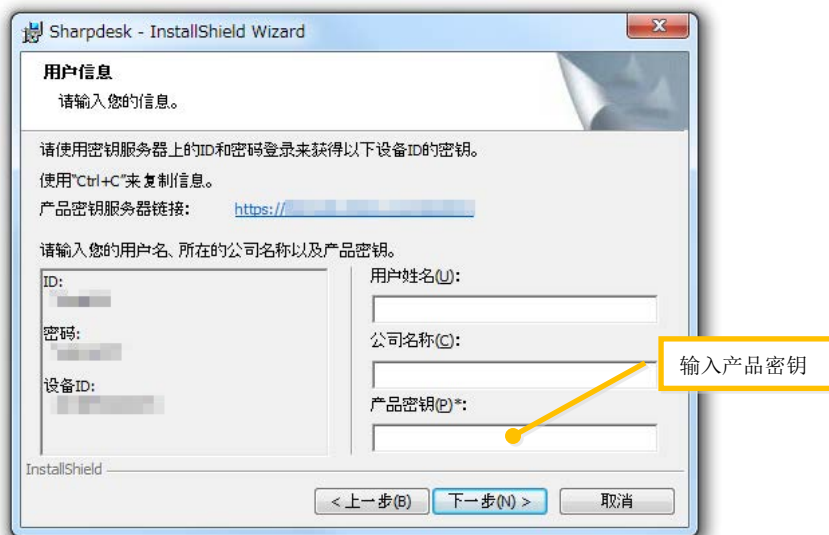 Sharpdesk - InstallShield Wizard
用户信息
请输入您的信息。
请使用密钥服务器上的ID和密码登录来获得以下设备ID的密钥。
使用"Ctrl+C"来复制信息。
产品密钥服务器链接: https://
请输入您的用户名、所在的公司名称以及产品密钥。
ID:
密码:
设备ID:
用户姓名(U):
公司名称(C):
产品密钥(P)*:
输入产品密钥
InstallShield
< 上一步(B)
下一步(N) >
取消